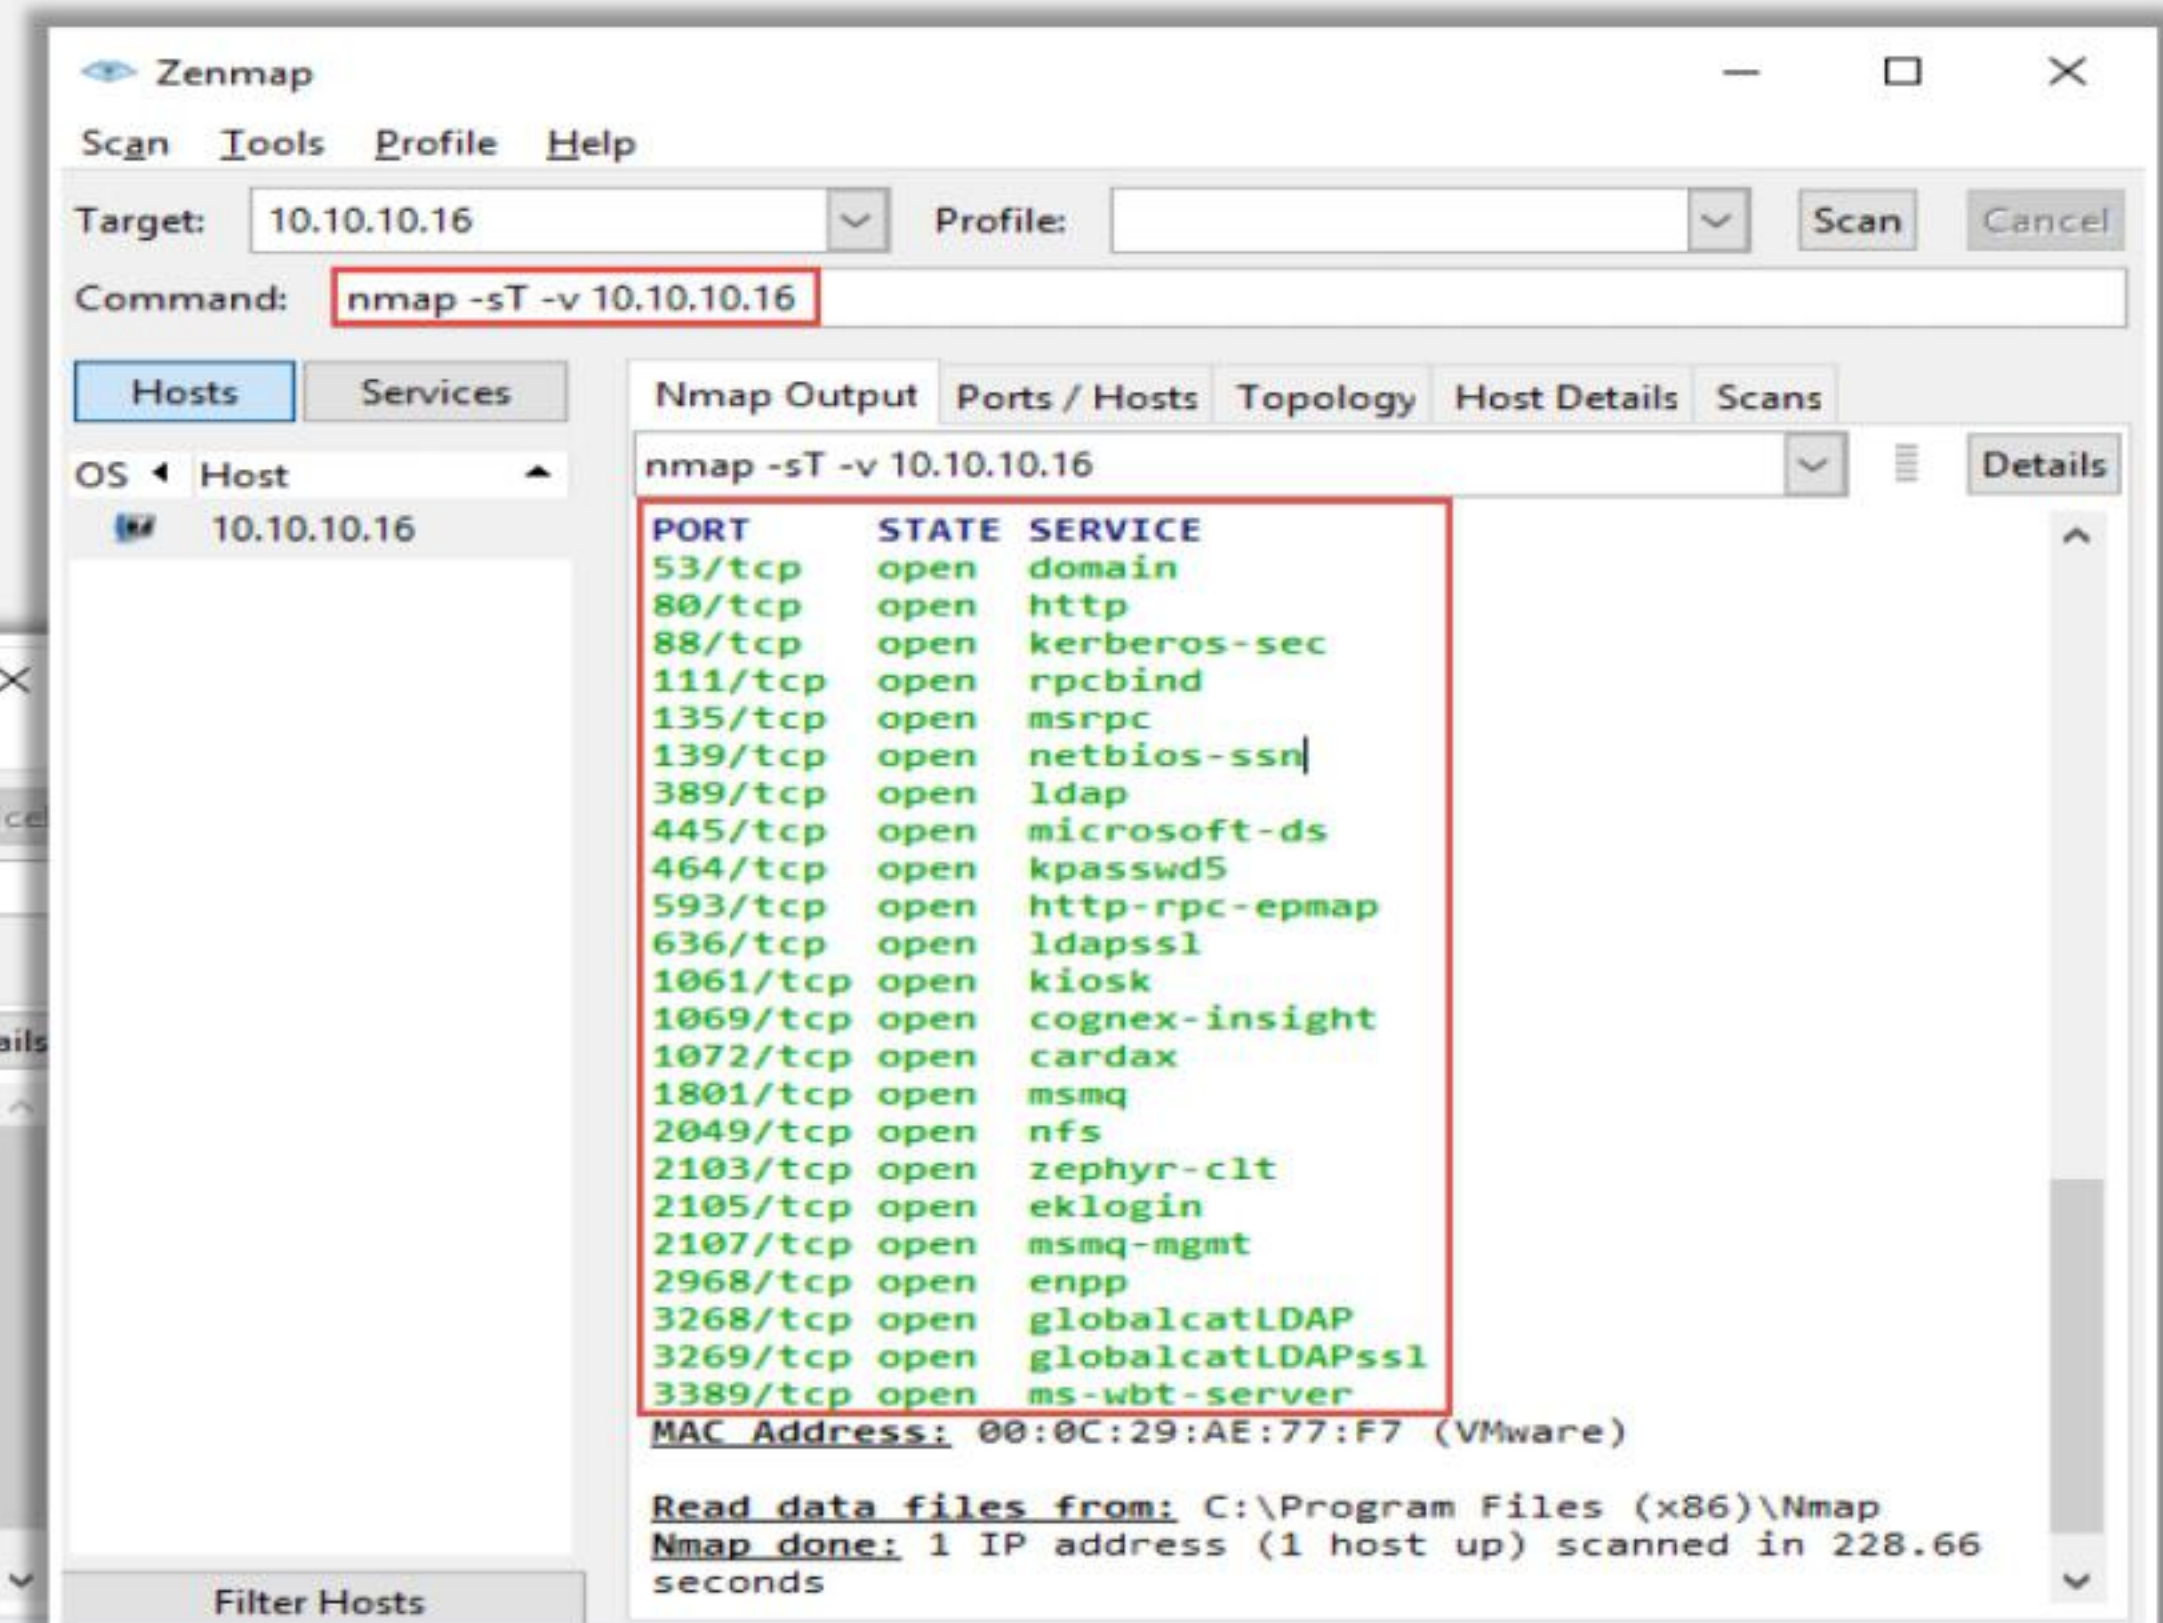 Zenmap
Scan Tools Profile Help
Target: 10.10.10.16 Profile: Scan Cancel
Command: nmap -sT -v 10.10.10.16
Hosts Services Nmap Output Ports / Hosts Topology Host Details Scans
OS Host nmap -sT -v 10.10.10.16 Details
10.10.10.16
PORT STATE SERVICE
53/tcp open domain
80/tcp open http
88/tcp open kerberos-sec
111/tcp open rpcbind
135/tcp open msrpc
139/tcp open netbios-ssn
389/tcp open ldap
445/tcp open microsoft-ds
464/tcp open kpasswd5
593/tcp open http-rpc-epmap
636/tcp open ldapssl
1061/tcp open kiosk
1069/tcp open cognex-insight
1072/tcp open cardax
1801/tcp open msmq
2049/tcp open nfs
2103/tcp open zephyr-clt
2105/tcp open eklogin
2107/tcp open msmq-mgmt
2968/tcp open enpp
3268/tcp open globalcatLDAP
3269/tcp open globalcatLDAPssl
3389/tcp open ms-wbt-server
MAC Address: 00:0C:29:AE:77:F7 (VMware)
Read data files from: C:\Program Files (x86)\Nmap
Nmap done: 1 IP address (1 host up) scanned in 228.66
seconds
Filter Hosts